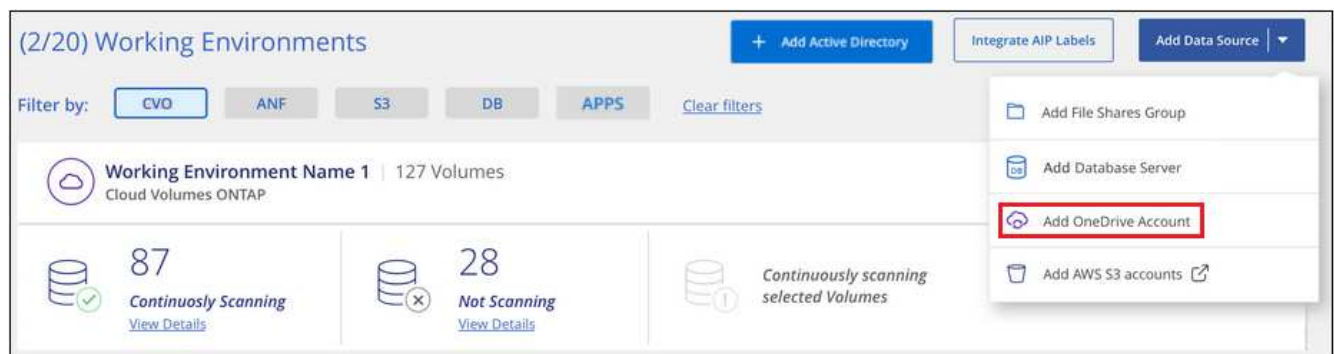 (2/20) Working Environments
+ Add Active Directory
Integrate AIP Labels
Add Data Source
Filter by:
CVO
ANF
S3
DB
APPS
Clear filters
Add File Shares Group
DB
Add Database Server
Add OneDrive Account
Add AWS S3 accounts
Working Environment Name 1 | 127 Volumes
Cloud Volumes ONTAP
87
Continuosly Scanning
View Details
28
Not Scanning
View Details
Continuously scanning
selected Volumes